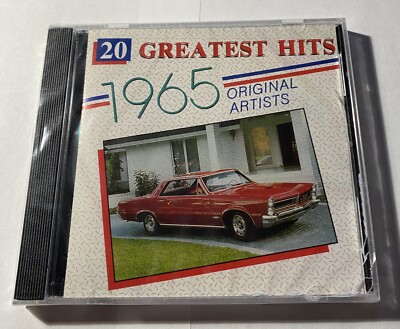 20 GREATEST HITS
1965
ORIGINAL
ARTISTS